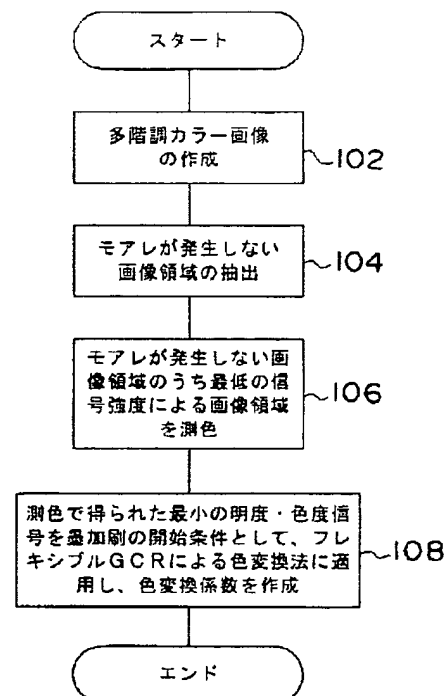 スタート
多階調カラー画像
の作成
102
モアレが発生しない
画像領域の抽出
104
モアレが発生しない画
像領域のうち最低の信
号強度による画像領域
を測色
106
測色で得られた最小の明度・色度信
号を墨加刷の開始条件として、フレ
キシブルGCRによる色変換法に適
用し、色変換係数を作成
108
エンド